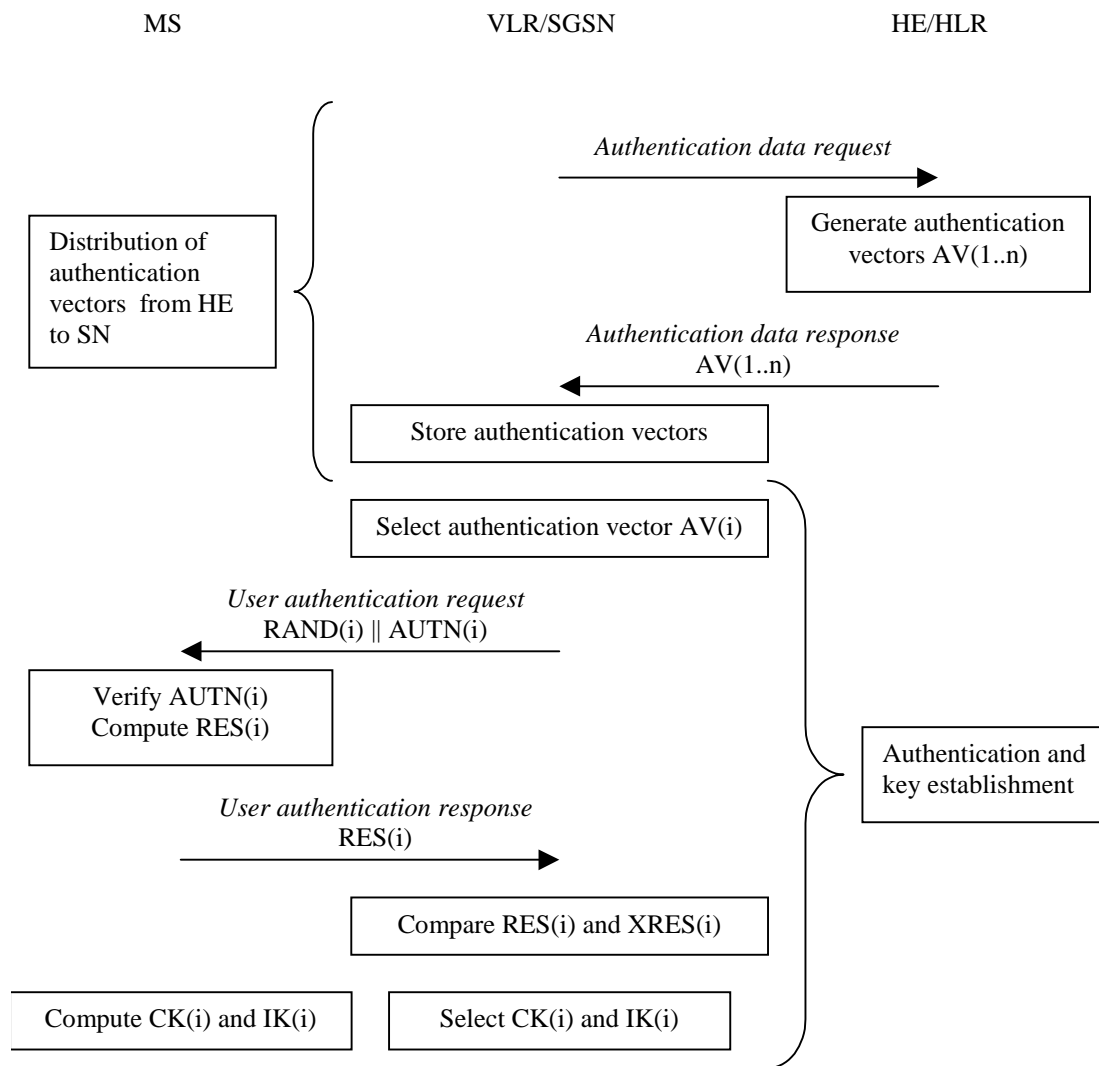 MS
VLR/SGSN
HE/HLR
Authentication data request
Generate authentication
vectors AV(1..n)
Distribution of
authentication
vectors from HE
to SN
Authentication data response
AV(1..n)
Store authentication vectors
Select authentication vector AV(i)
User authentication request
RAND(i) || AUTN(i)
Verify AUTN(i)
Compute RES(i)
Authentication and
key establishment
User authentication response
RES(i)
Compare RES(i) and XRES(i)
Compute CK(i) and IK(i)
Select CK(i) and IK(i)